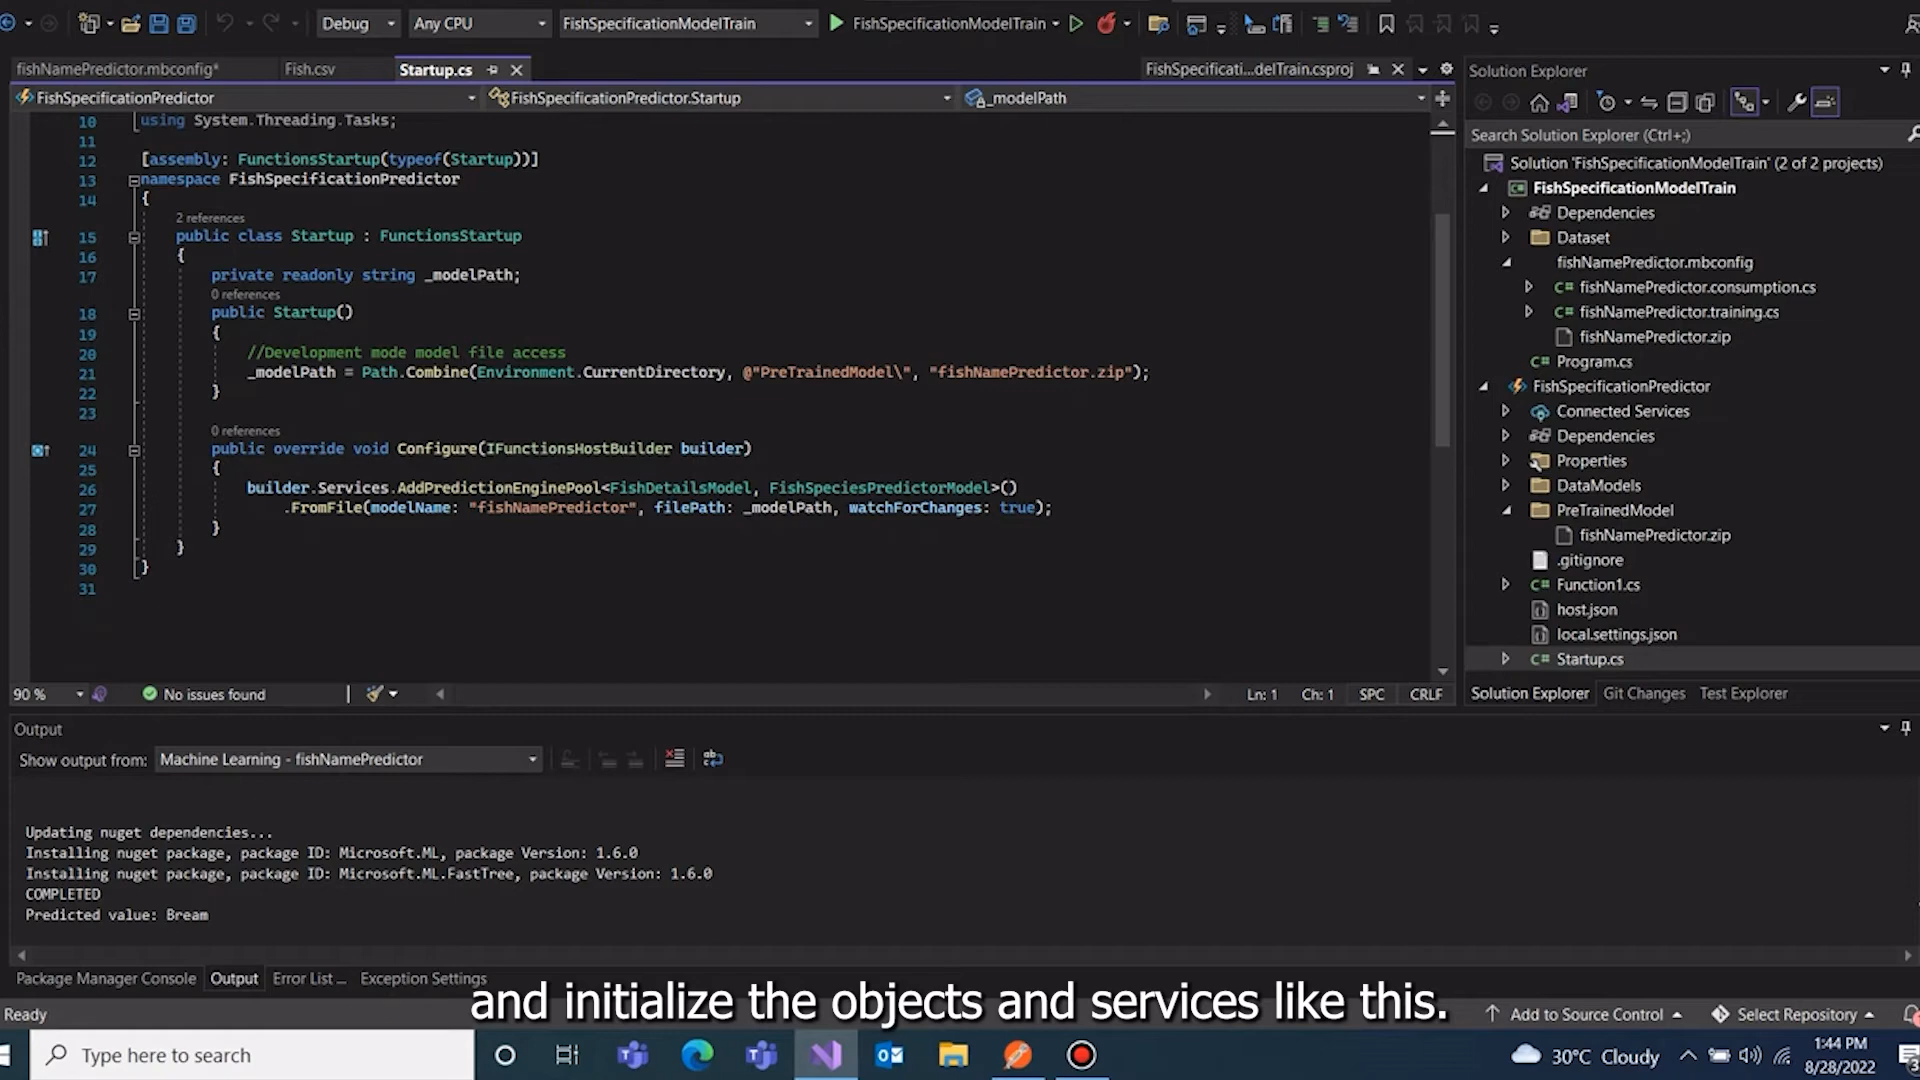 Debug
Any CPU
FishSpecificationModelTrain
FishSpecificationModelTrain
fishNamePredictor.mbconfig*
Fish.csv
Startup.cs
FishSpecificati...delTrain.csproj
FishSpecificationPredictor
FishSpecificationPredictor.Startup
_modelPath
10 using System.Threading.Tasks;
11
12 [assembly: FunctionsStartup(typeof(Startup))]
13 namespace FishSpecificationPredictor
14 {
2 references
15 public class Startup : FunctionsStartup
16 {
17 private readonly string _modelPath;
0 references
18 public Startup()
19 {
20 //Development mode model file access
21 _modelPath = Path.Combine(Environment.CurrentDirectory, @"PreTrainedModel\", "fishNamePredictor.zip");
22 }
23
0 references
24 public override void Configure(IFunctionsHostBuilder builder)
25 {
26 builder.Services.AddPredictionEnginePool<FishDetailsModel, FishSpeciesPredictorModel>()
27 .FromFile(modelName: "fishNamePredictor", filePath: _modelPath, watchForChanges: true);
28 }
29 }
30 }
31
90 %
No issues found
Ln: 1
Ch: 1
SPC
CRLF
Solution Explorer
Search Solution Explorer (Ctrl+;)
Solution 'FishSpecificationModelTrain' (2 of 2 projects)
FishSpecificationModelTrain
Dependencies
Dataset
fishNamePredictor.mbconfig
C# fishNamePredictor.consumption.cs
C# fishNamePredictor.training.cs
fishNamePredictor.zip
C# Program.cs
FishSpecificationPredictor
Connected Services
Dependencies
Properties
DataModels
PreTrainedModel
fishNamePredictor.zip
.gitignore
C# Function1.cs
host.json
local.settings.json
C# Startup.cs
Solution Explorer
Git Changes
Test Explorer
Output
Show output from:
Machine Learning - fishNamePredictor
Updating nuget dependencies...
Installing nuget package, package ID: Microsoft.ML, package Version: 1.6.0
Installing nuget package, package ID: Microsoft.ML.FastTree, package Version: 1.6.0
COMPLETED
Predicted value: Bream
Package Manager Console
Output
Error List ...
Exception Settings
and initialize the objects and services like this.
Ready
Add to Source Control
Select Repository
Type here to search
30°C Cloudy
1:44 PM
8/28/2022